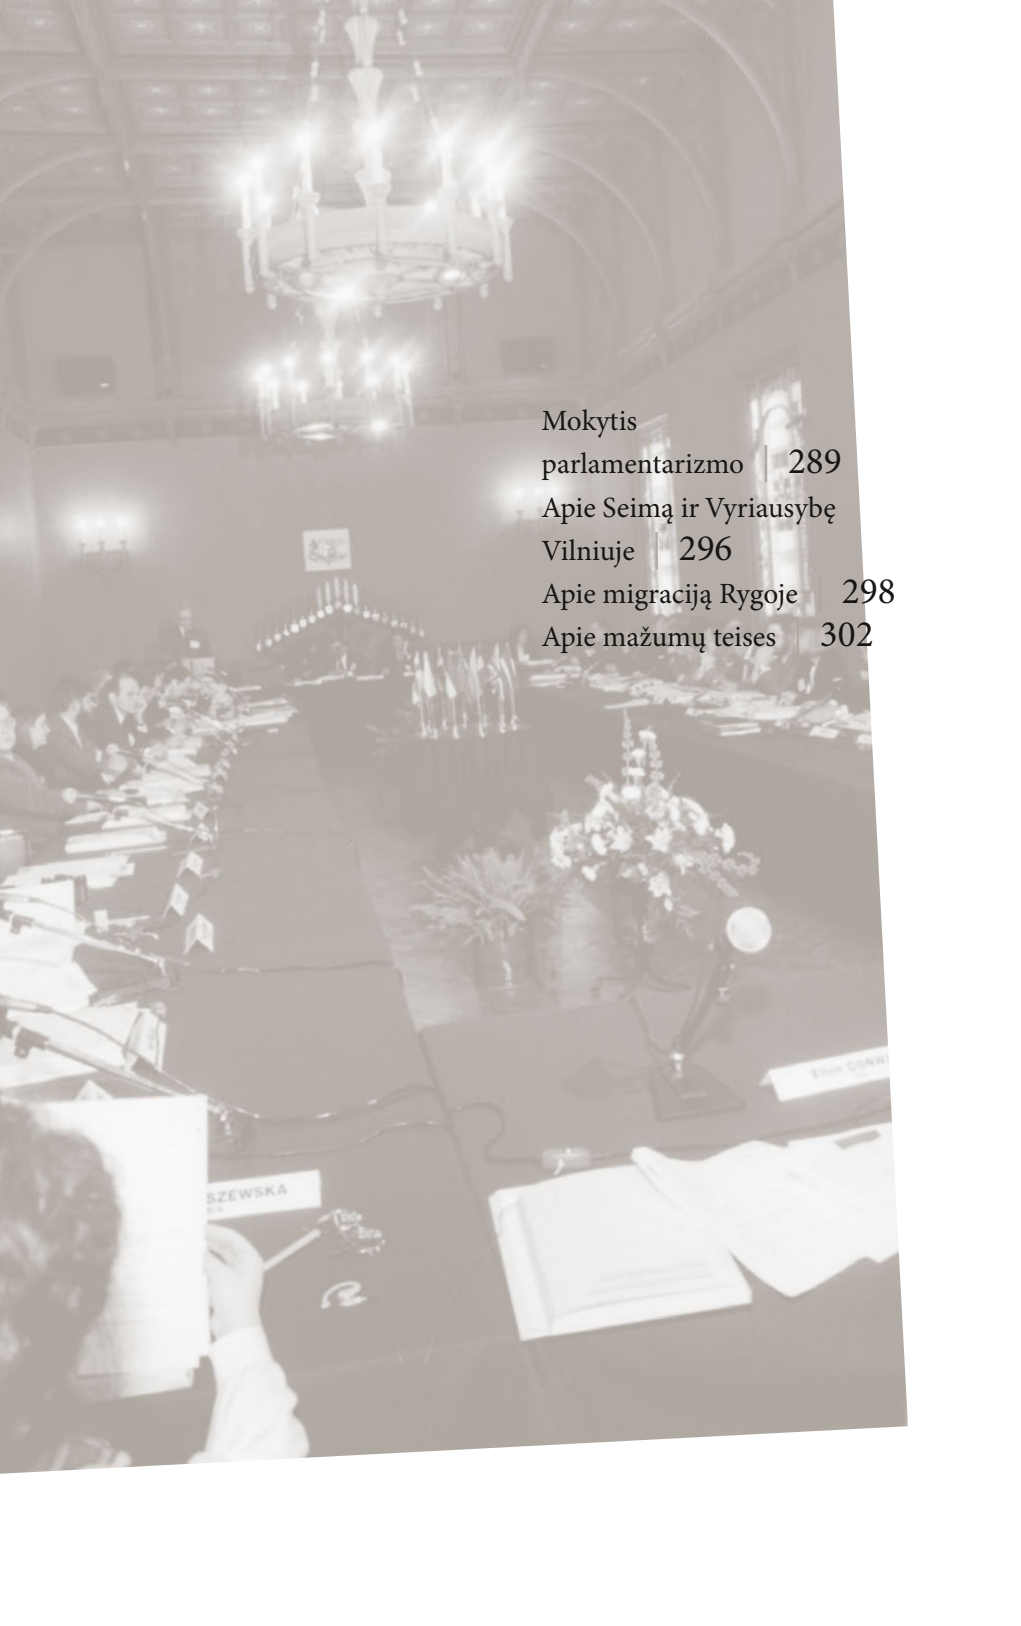 Mokytis
parlamentarizmo | 289
Apie Seimą ir Vyriausybę
Vilniuje | 296
Apie migraciją Rygoje | 298
Apie mažumų teises | 302
SZEWSKA